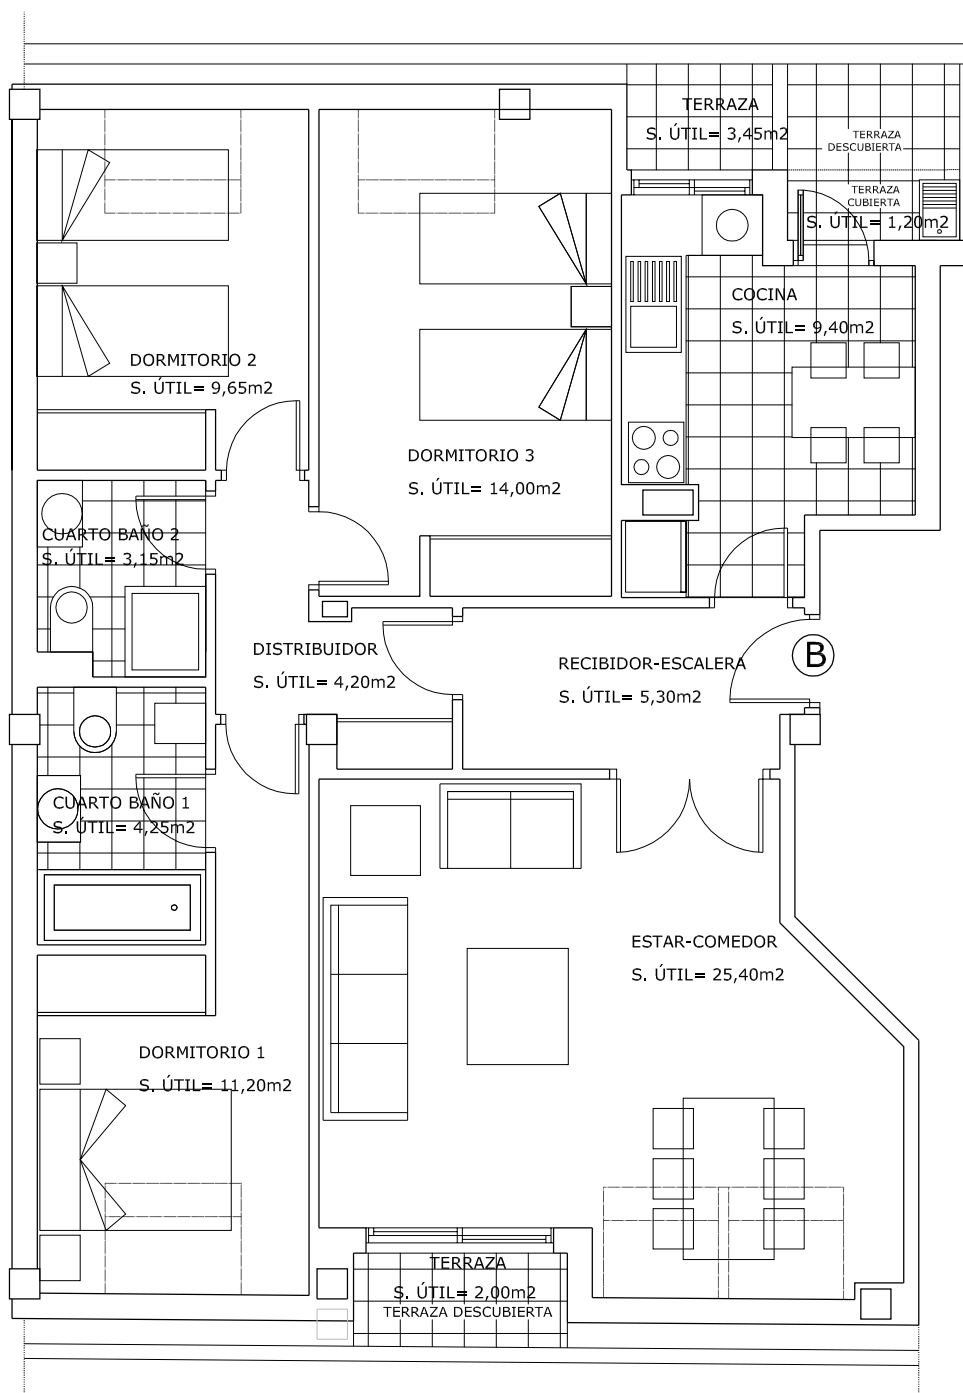 TERRAZA
S. ÚTIL= 3,45m2
TERRAZA
DESCUBIERTA
TERRAZA
CUBIERTA
S. ÚTIL= 1,20m2
COCINA
S. ÚTIL= 9,40m2
DORMITORIO 2
S. ÚTIL= 9,65m2
DORMITORIO 3
S. ÚTIL= 14,00m2
CUARTO BAÑO 2
S. ÚTIL= 3,15m2
DISTRIBUIDOR
S. ÚTIL= 4,20m2
RECIBIDOR-ESCALERA
S. ÚTIL= 5,30m2
B
CUARTO BAÑO 1
S. ÚTIL= 4,25m2
ESTAR-COMEDOR
S. ÚTIL= 25,40m2
DORMITORIO 1
S. ÚTIL= 11,20m2
TERRAZA
S. ÚTIL= 2,00m2
TERRAZA DESCUBIERTA